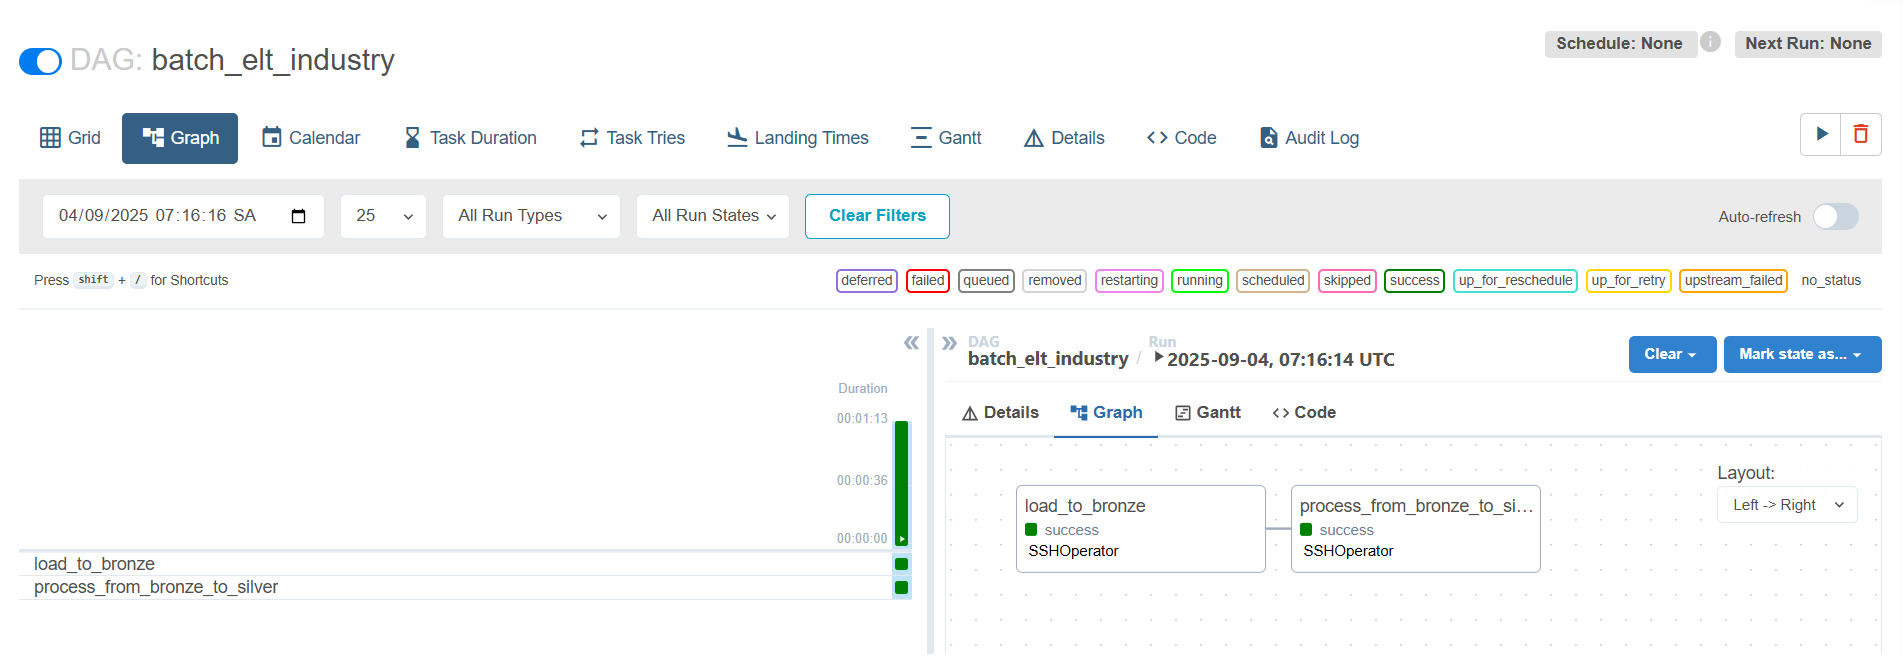 DAG: batch_elt_industry
Schedule: None
Next Run: None
Grid
Graph
Calendar
Task Duration
Task Tries
Landing Times
Gantt
Details
Code
Audit Log
04/09/2025 07:16:16 SA
25
All Run Types
All Run States
Clear Filters
Auto-refresh
Press shift + / for Shortcuts
deferred
failed
queued
removed
restarting
running
scheduled
skipped
success
up_for_reschedule
up_for_retry
upstream_failed
no_status
Duration
00:01:13
00:00:36
00:00:00
load_to_bronze
process_from_bronze_to_silver
DAG
batch_elt_industry /
Run
2025-09-04, 07:16:14 UTC
Clear
Mark state as...
Details
Graph
Gantt
Code
Layout:
Left -> Right
load_to_bronze
success
SSHOperator
process_from_bronze_to_si...
success
SSHOperator